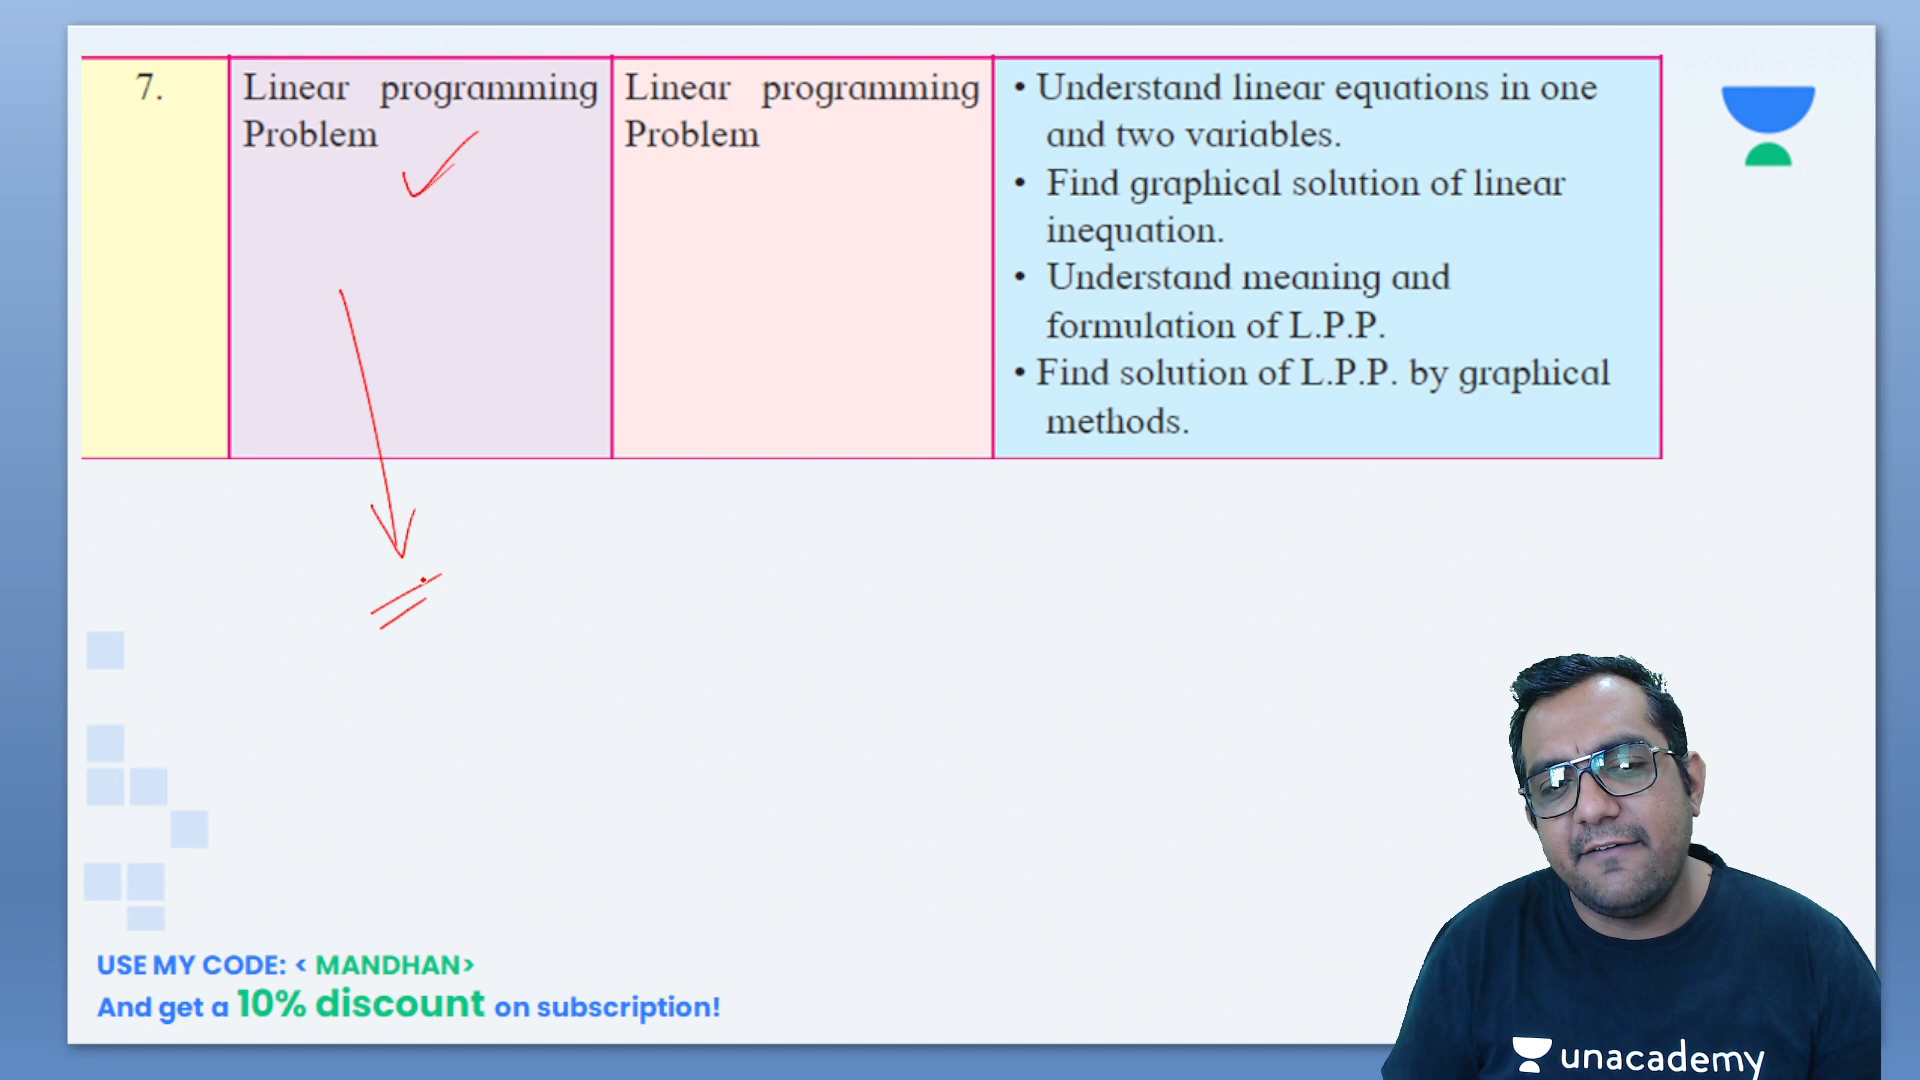 7.
Linear programming
Problem
Linear programming
Problem
• Understand linear equations in one
and two variables.
• Find graphical solution of linear
inequation.
• Understand meaning and
formulation of L.P.P.
• Find solution of L.P.P. by graphical
methods.
USE MY CODE: < MANDHAN>
And get a 10% discount on subscription!
unacademy